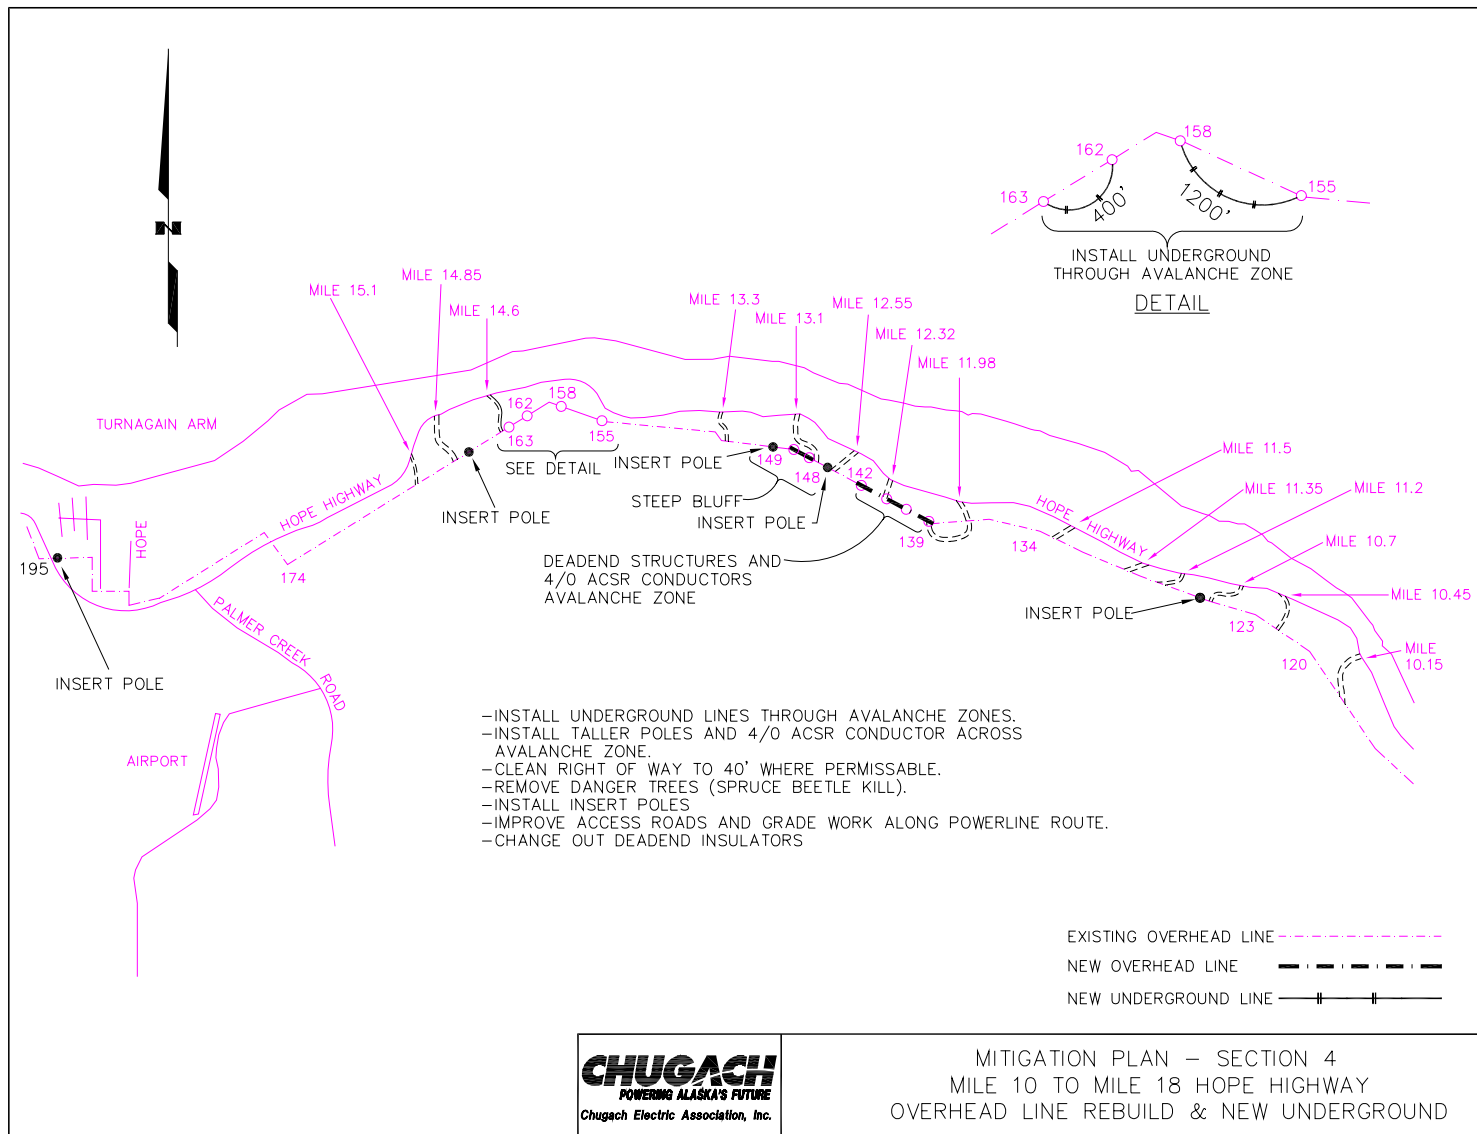 158
162
155
163
400'
1200'
INSTALL UNDERGROUND
THROUGH AVALANCHE ZONE
DETAIL
N
MILE 15.1
MILE 14.85
MILE 14.6
MILE 13.3
MILE 13.1
MILE 12.55
MILE 12.32
MILE 11.98
TURNAGAIN ARM
162
158
163
155
SEE DETAIL
INSERT POLE
149
148
142
STEEP BLUFF
INSERT POLE
139
134
HOPE HIGHWAY
MILE 11.5
MILE 11.35
MILE 11.2
MILE 10.7
MILE 10.45
MILE
10.15
HOPE HIGHWAY
INSERT POLE
HOPE
195
174
DEADEND STRUCTURES AND
4/0 ACSR CONDUCTORS
AVALANCHE ZONE
INSERT POLE
123
120
PALMER CREEK ROAD
INSERT POLE
AIRPORT
-INSTALL UNDERGROUND LINES THROUGH AVALANCHE ZONES.
-INSTALL TALLER POLES AND 4/0 ACSR CONDUCTOR ACROSS
AVALANCHE ZONE.
-CLEAN RIGHT OF WAY TO 40' WHERE PERMISSABLE.
-REMOVE DANGER TREES (SPRUCE BEETLE KILL).
-INSTALL INSERT POLES
-IMPROVE ACCESS ROADS AND GRADE WORK ALONG POWERLINE ROUTE.
-CHANGE OUT DEADEND INSULATORS
EXISTING OVERHEAD LINE
NEW OVERHEAD LINE
NEW UNDERGROUND LINE
CHUGACH
POWERING ALASKA'S FUTURE
Chugach Electric Association, Inc.
MITIGATION PLAN - SECTION 4
MILE 10 TO MILE 18 HOPE HIGHWAY
OVERHEAD LINE REBUILD & NEW UNDERGROUND